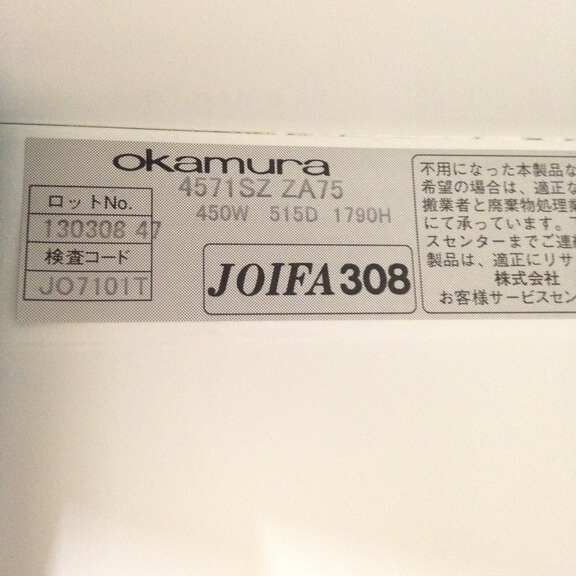 okamura
4571SZ ZA75
450W 515D 1790H
ロットNo.
130308 47
検査コード
JO7101T
JOIFA308
不用になった本製品な
希望の場合は、適正な
搬業者と廃棄物処理業
にて承っています。
スセンターまでご連絡
製品は、適正にリサ
株式会社
お客様サービスセン